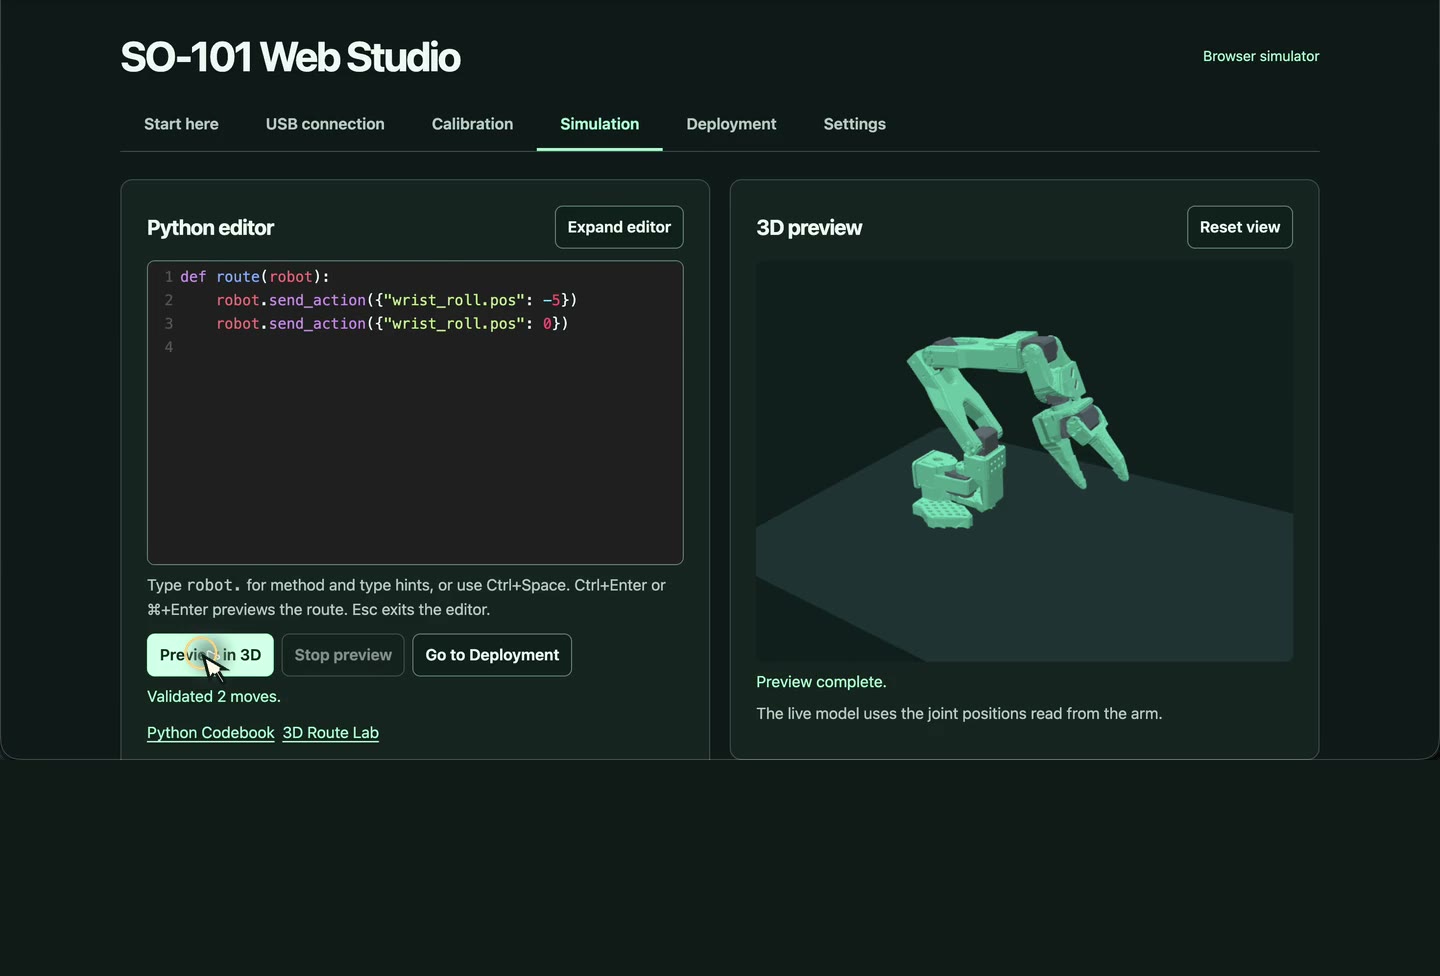 SO-101 Web Studio
Browser simulator
Start here
USB connection
Calibration
Simulation
Deployment
Settings
Python editor
Expand editor
1 def route(robot):
2     robot.send_action({"wrist_roll.pos": -5})
3     robot.send_action({"wrist_roll.pos": 0})
4
Type robot. for method and type hints, or use Ctrl+Space. Ctrl+Enter or
⌘+Enter previews the route. Esc exits the editor.
Preview in 3D
Stop preview
Go to Deployment
Validated 2 moves.
Python Codebook
3D Route Lab
3D preview
Reset view
Preview complete.
The live model uses the joint positions read from the arm.